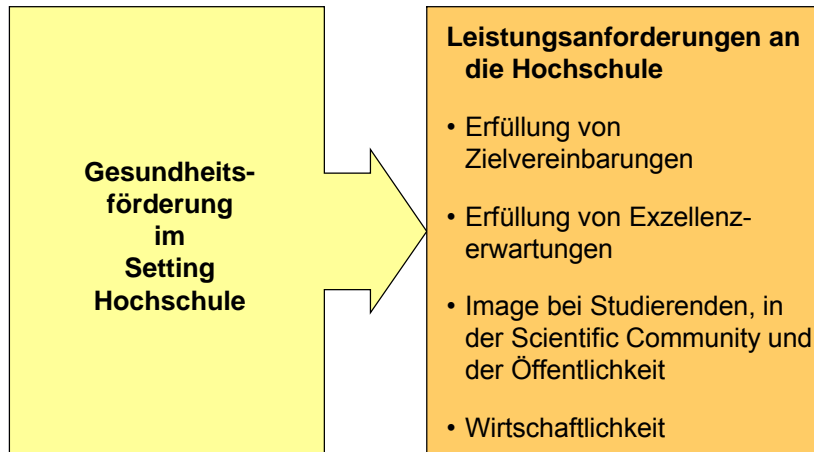 Gesundheits-
förderung
im
Setting
Hochschule
Leistungsanforderungen an
die Hochschule
• Erfüllung von
Zielvereinbarungen
• Erfüllung von Exzellenz-
erwartungen
• Image bei Studierenden, in
der Scientific Community und
der Öffentlichkeit
• Wirtschaftlichkeit